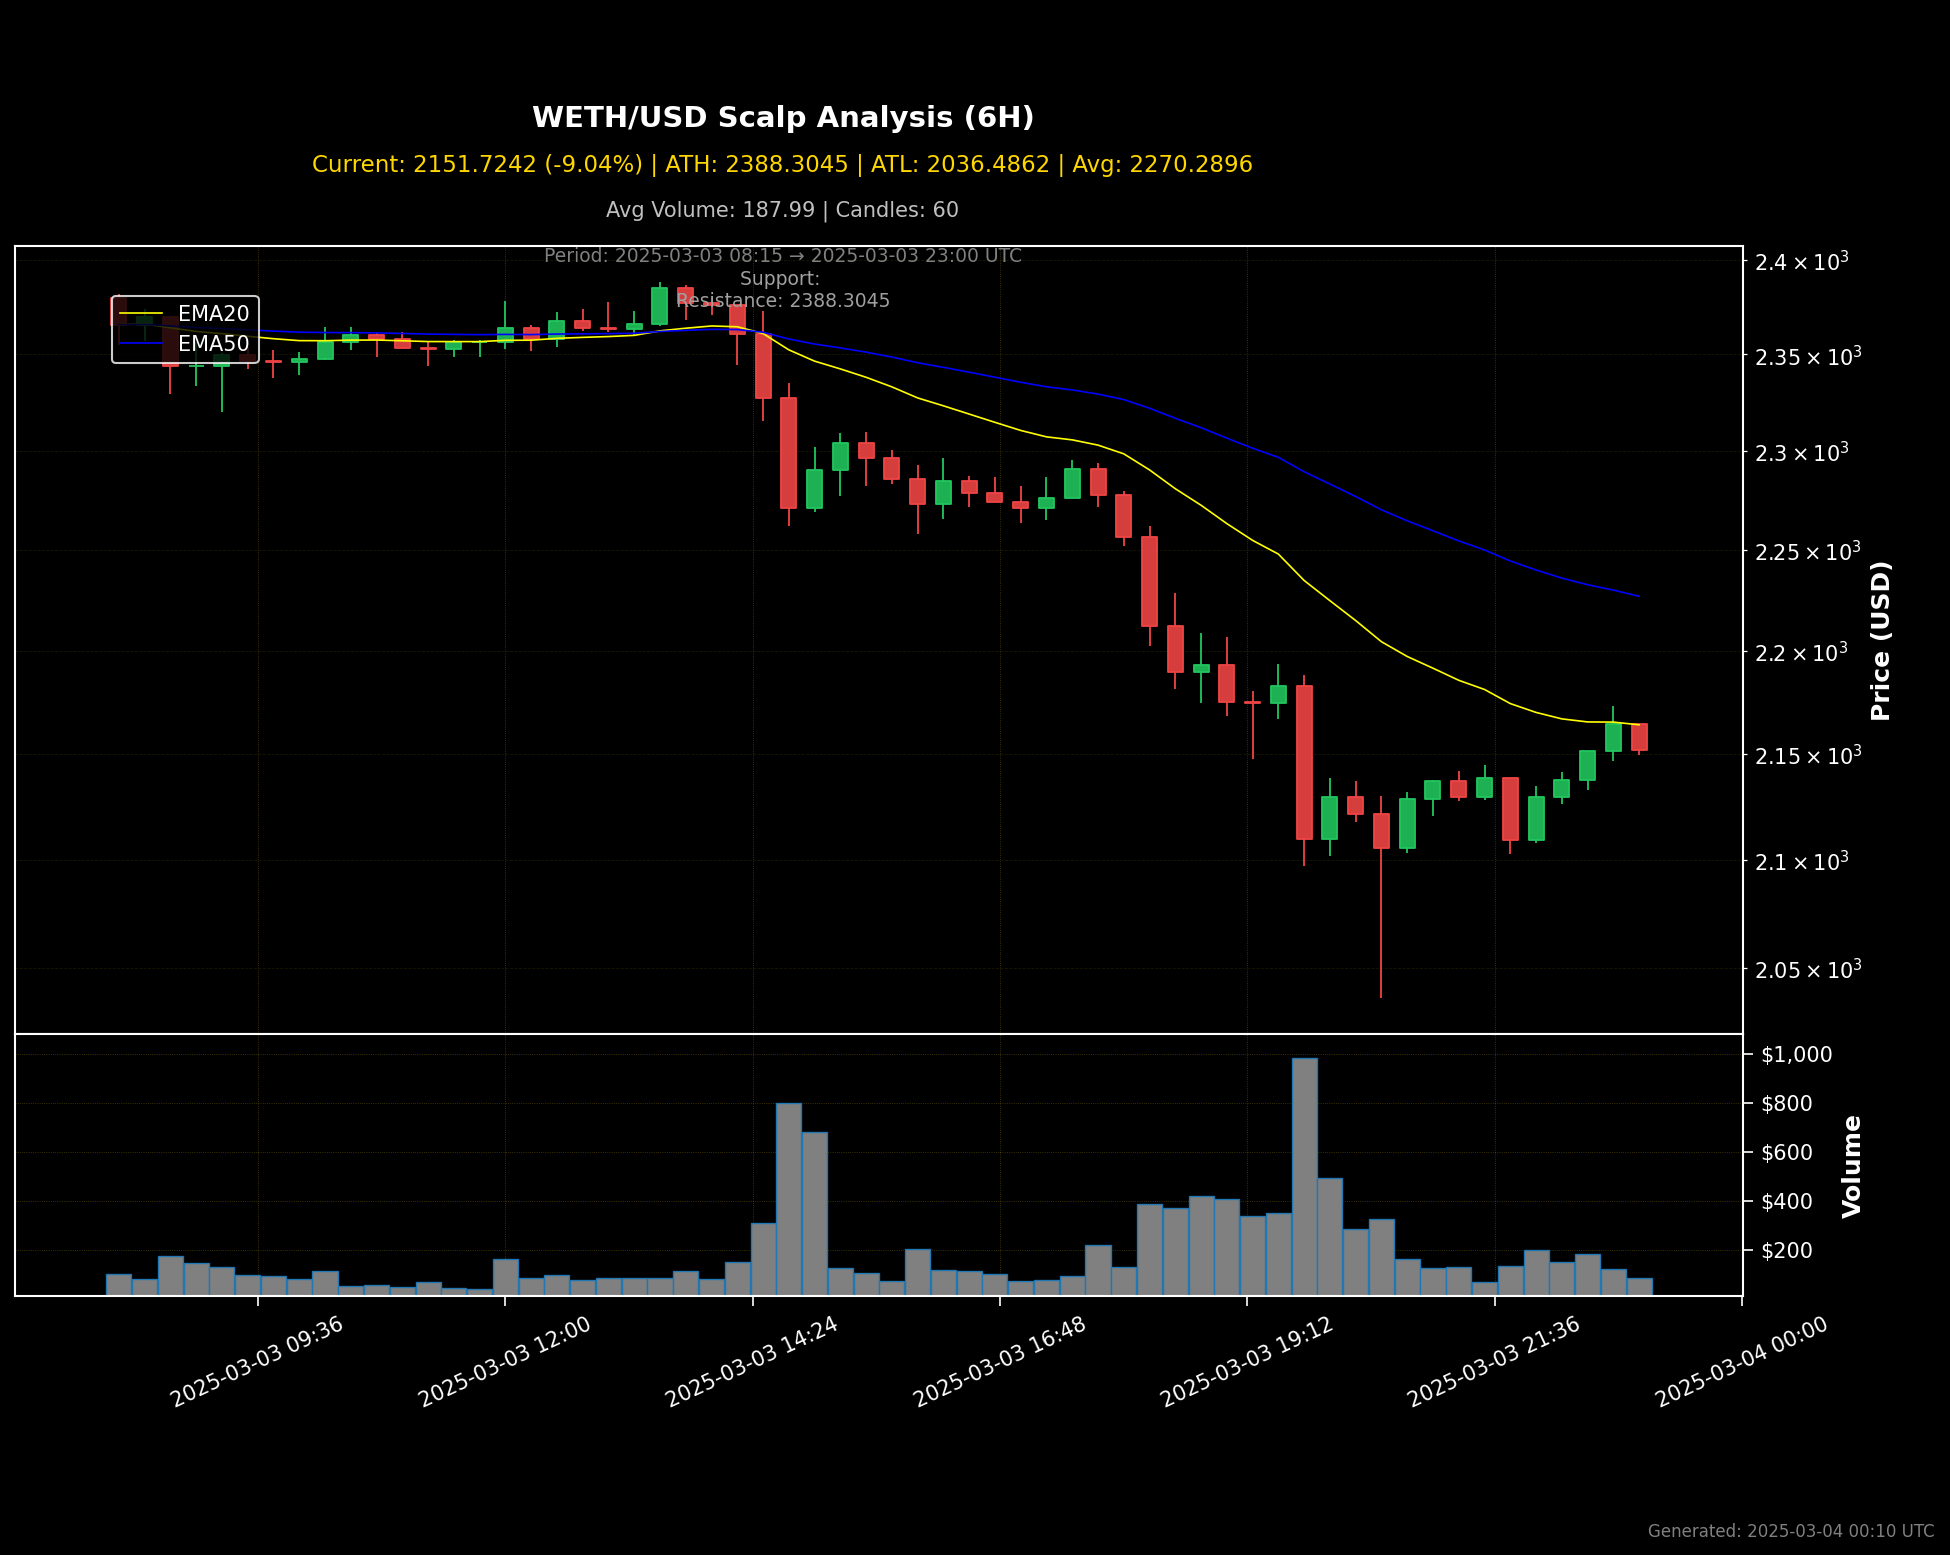 WETH/USD Scalp Analysis (6H)
Current: 2151.7242 (-9.04%) | ATH: 2388.3045 | ATL: 2036.4862 | Avg: 2270.2896
Avg Volume: 187.99 | Candles: 60
Period: 2025-03-03 08:15 → 2025-03-03 23:00 UTC
Support:
Resistance: 2388.3045
EMA20
EMA50
2.4 × 10³
2.35 × 10³
2.3 × 10³
2.25 × 10³
2.2 × 10³
2.15 × 10³
2.1 × 10³
2.05 × 10³
Price (USD)
$1,000
$800
$600
$400
$200
Volume
2025-03-03 09:36
2025-03-03 12:00
2025-03-03 14:24
2025-03-03 16:48
2025-03-03 19:12
2025-03-03 21:36
2025-03-04 00:00
Generated: 2025-03-04 00:10 UTC